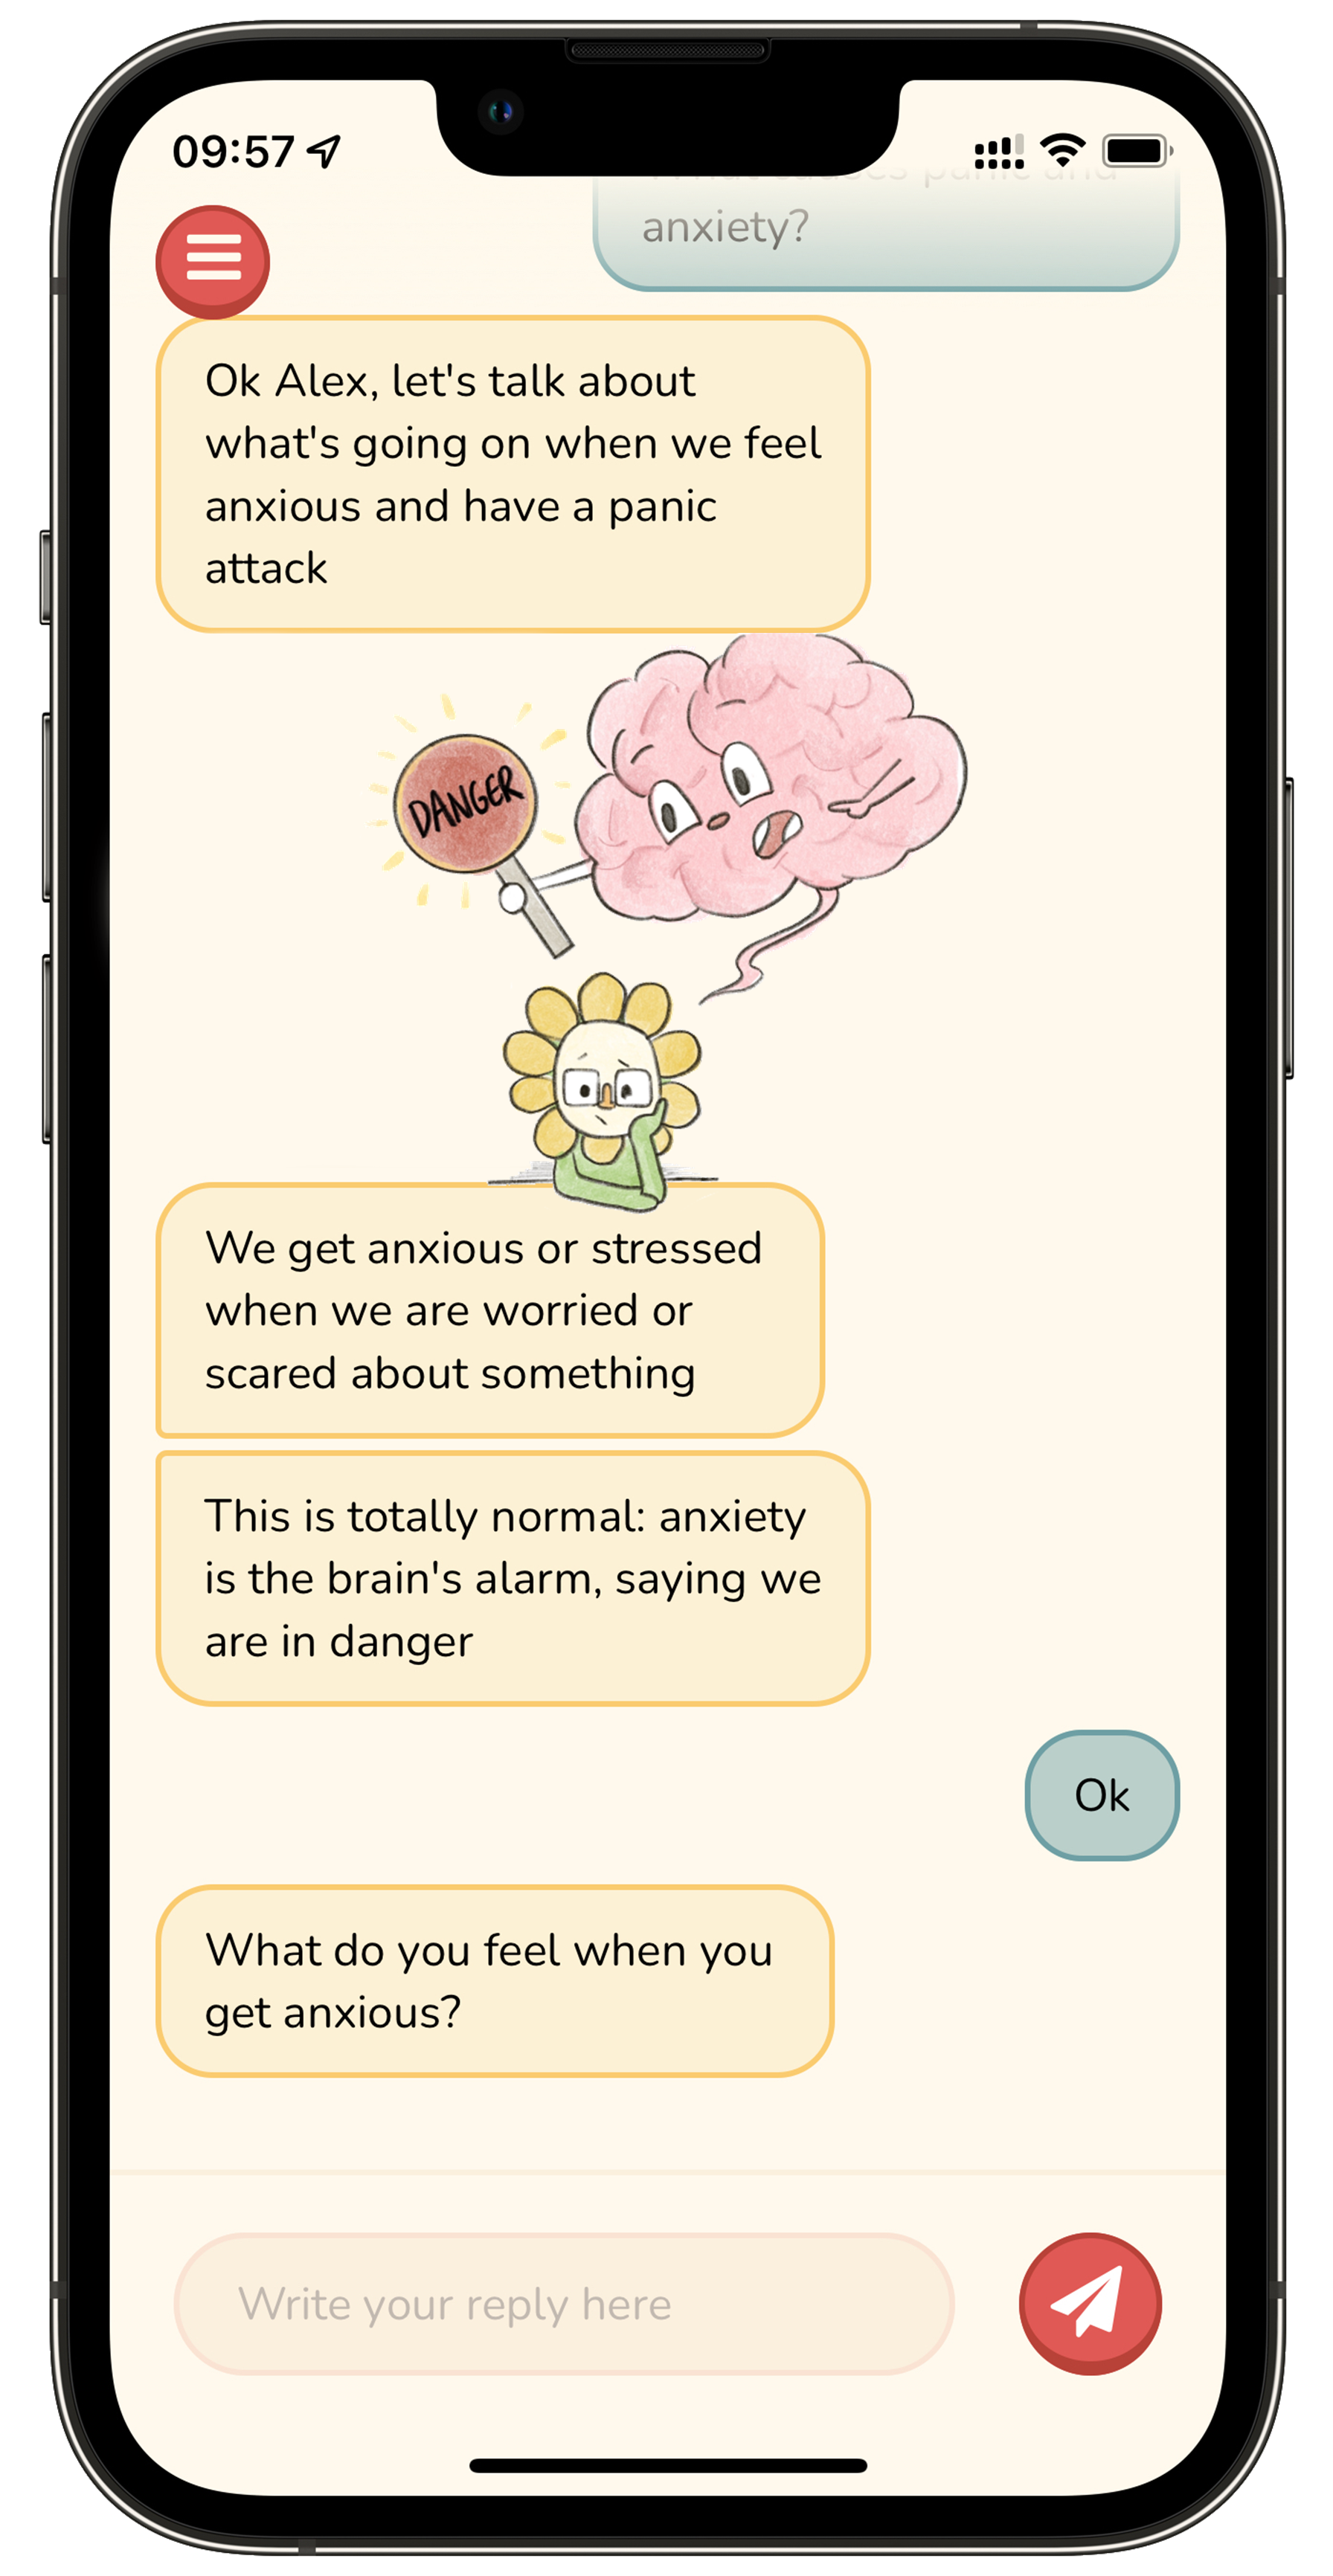 09:57
panic and
anxiety?
Ok Alex, let's talk about
what's going on when we feel
anxious and have a panic
attack
DANGER
We get anxious or stressed
when we are worried or
scared about something
This is totally normal: anxiety
is the brain's alarm, saying we
are in danger
Ok
What do you feel when you
get anxious?
Write your reply here